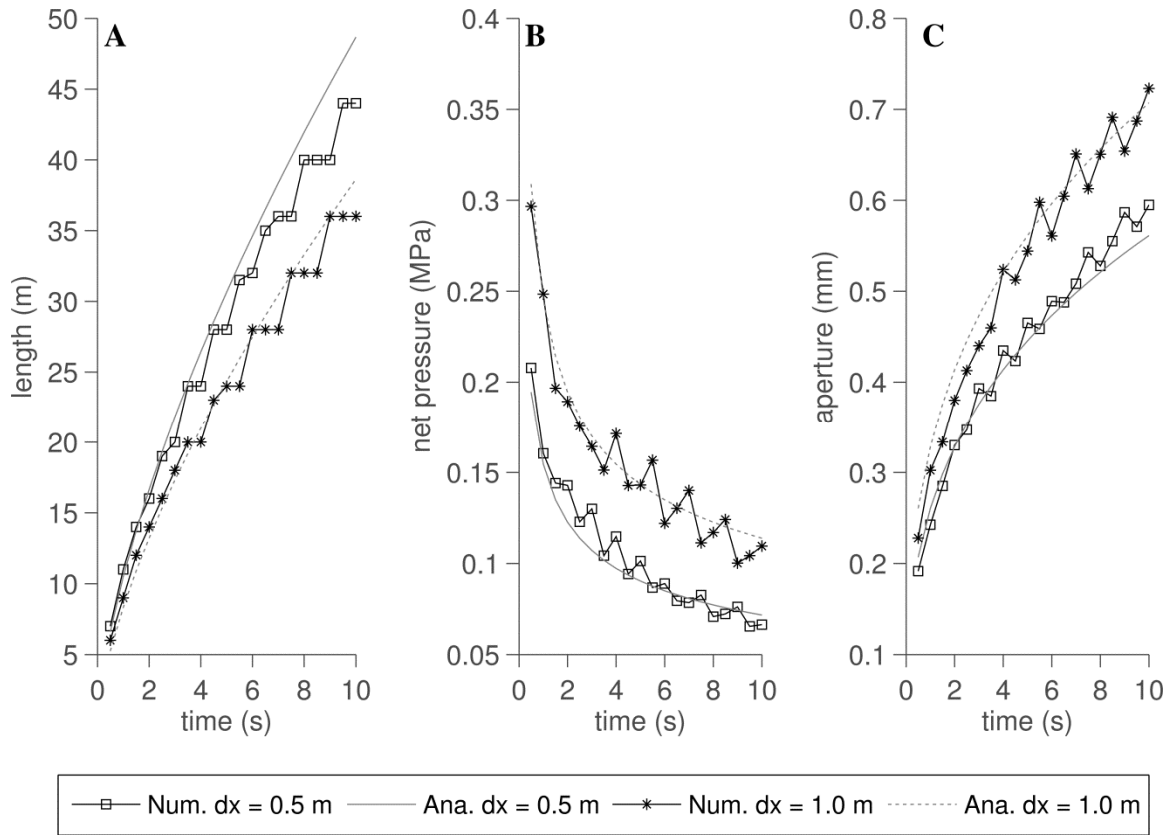 A
length (m)
50
45
40
35
30
25
20
15
10
5
0 2 4 6 8 10
time (s)
B
net pressure (MPa)
0.4
0.35
0.3
0.25
0.2
0.15
0.1
0.05
0 2 4 6 8 10
time (s)
C
aperture (mm)
0.8
0.7
0.6
0.5
0.4
0.3
0.2
0.1
0 2 4 6 8 10
time (s)
Num. dx = 0.5 m Ana. dx = 0.5 m Num. dx = 1.0 m Ana. dx = 1.0 m